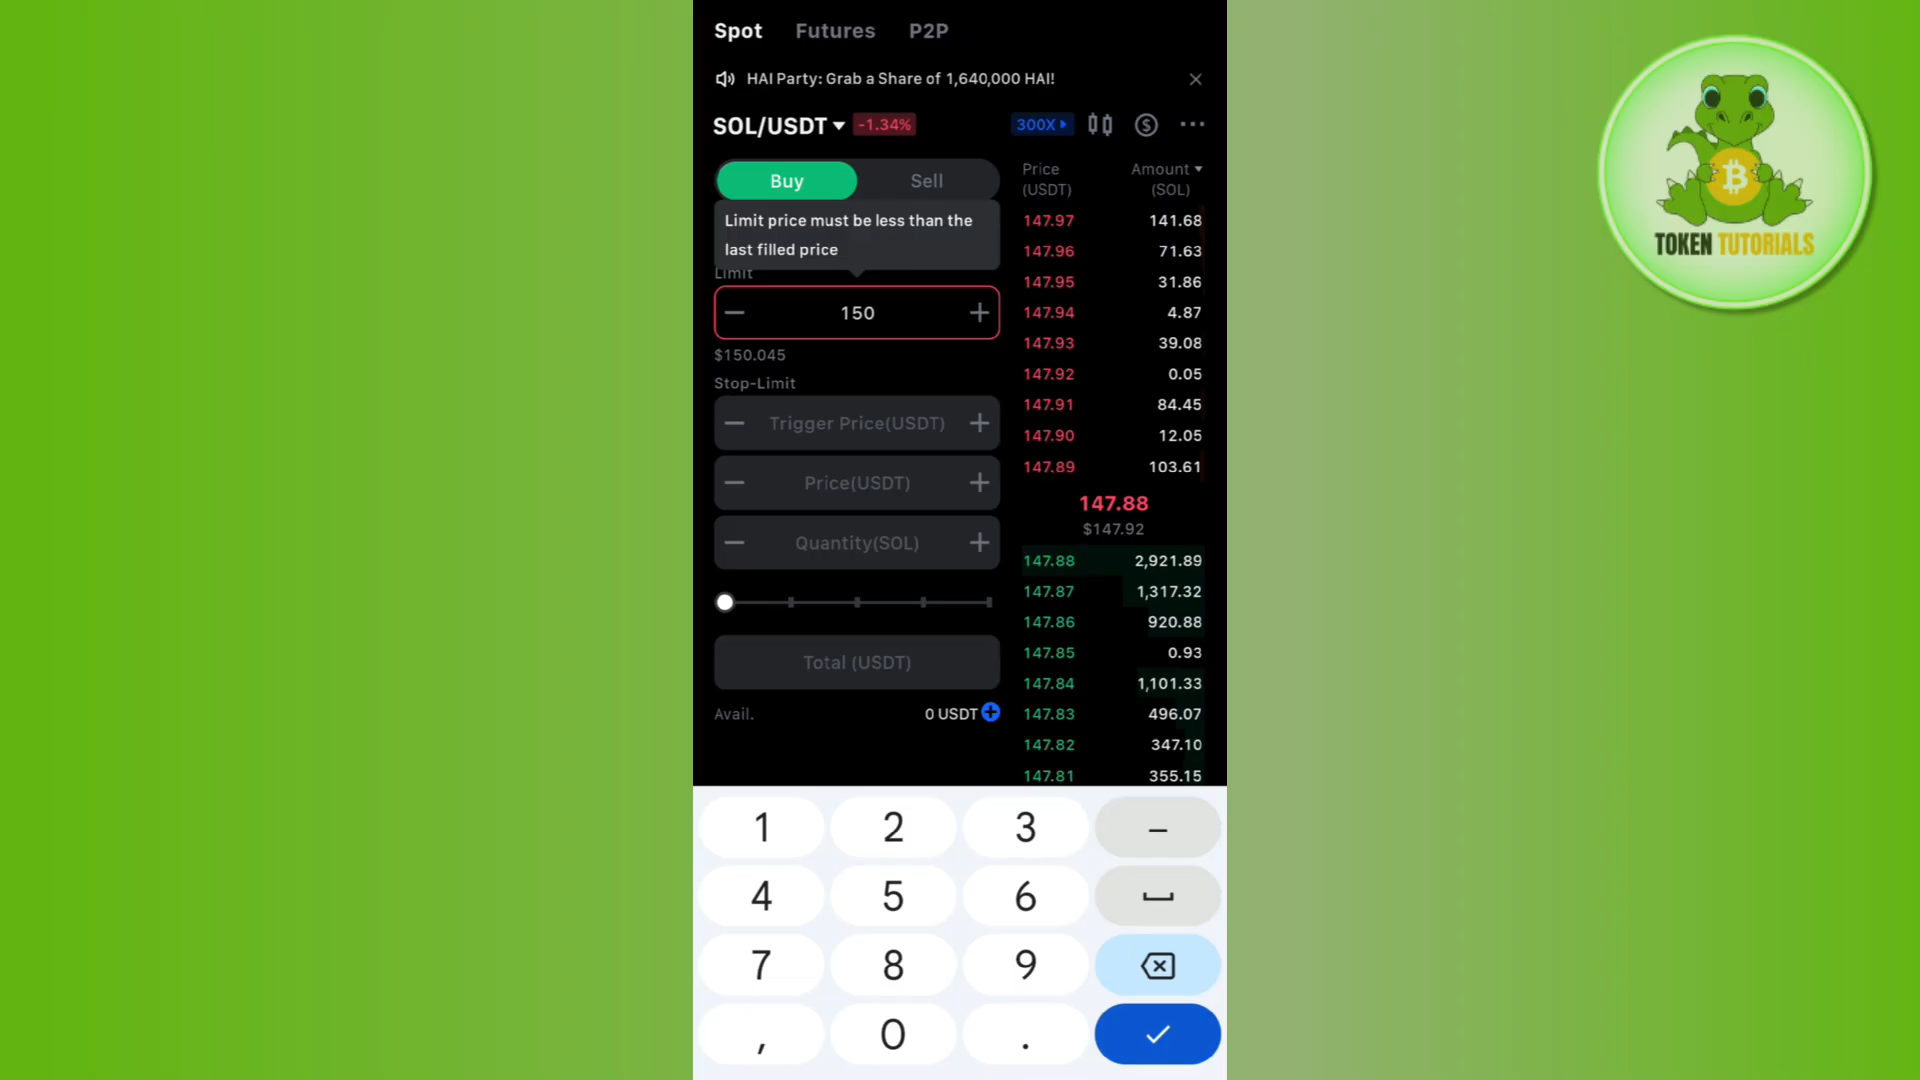 Spot Futures P2P
HAI Party: Grab a Share of 1,640,000 HAI!
SOL/USDT -1.34% 300X
Buy Sell
Limit price must be less than the
last filled price
Limit
150
$150.045
Stop-Limit
Trigger Price(USDT)
Price(USDT)
Quantity(SOL)
Total (USDT)
Avail. 0 USDT
Price Amount
(USDT) (SOL)
147.97 141.68
147.96 71.63
147.95 31.86
147.94 4.87
147.93 39.08
147.92 0.05
147.91 84.45
147.90 12.05
147.89 103.61
147.88
$147.92
147.88 2,921.89
147.87 1,317.32
147.86 920.88
147.85 0.93
147.84 1,101.33
147.83 496.07
147.82 347.10
147.81 355.15
1 2 3 –
4 5 6
7 8 9
, 0 .
TOKEN TUTORIALS